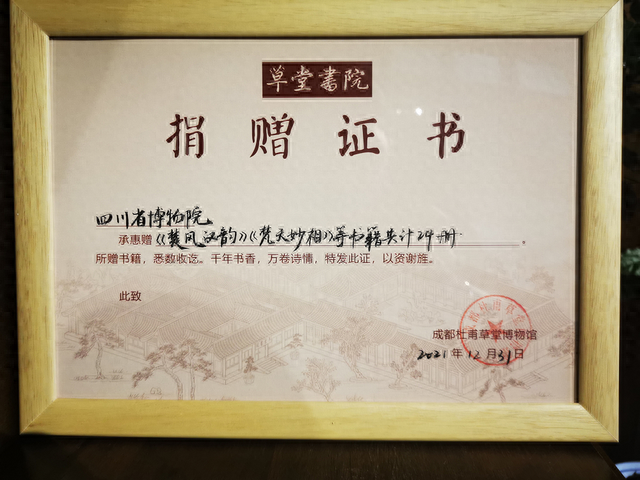 草堂書院
捐赠证书
四川省博物院
承惠赠《楚风汉韵》《梵天妙相》等书籍共计24册。
所赠书籍，悉数收讫。千年书香，万卷诗情，特发此证，以资谢旌。
此致
成都杜甫草堂博物馆
2021年12月31日